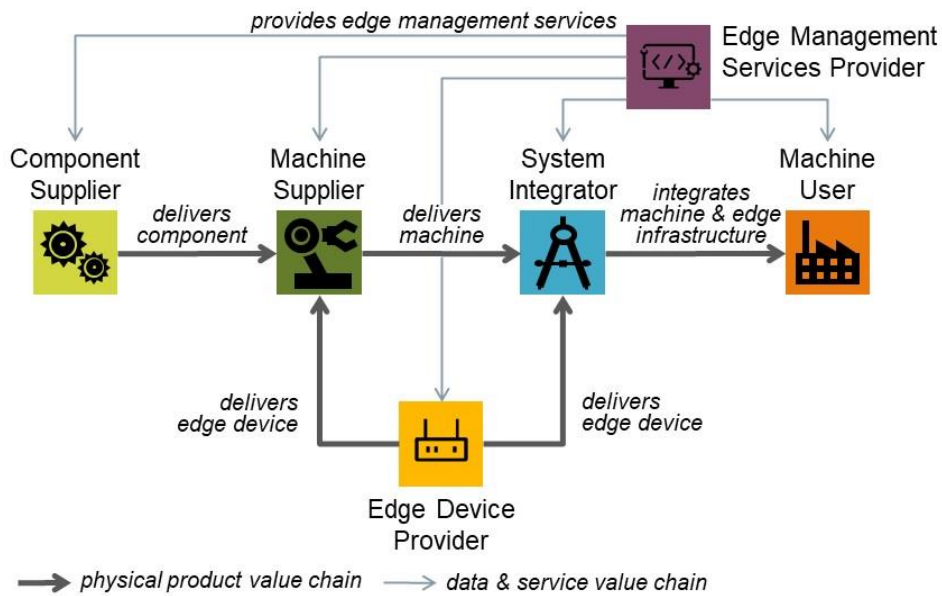 provides edge management services
Edge Management
Services Provider
</>
Component
Supplier
Machine
Supplier
System
Integrator
Machine
User
delivers
component
delivers
machine
integrates
machine & edge
infrastructure
delivers
edge device
delivers
edge device
Edge Device
Provider
physical product value chain
data & service value chain